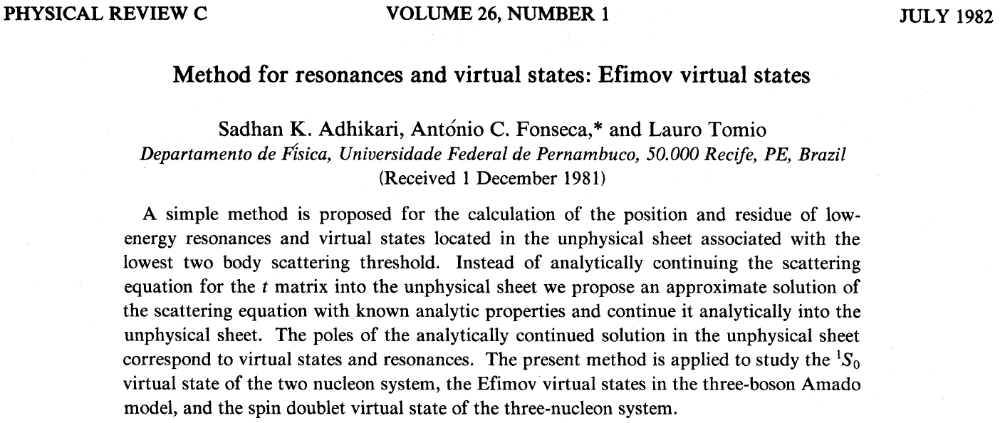 PHYSICAL REVIEW C VOLUME 26, NUMBER 1 JULY 1982
Method for resonances and virtual states: Efimov virtual states
Sadhan K. Adhikari, António C. Fonseca,* and Lauro Tomio
Departamento de Física, Universidade Federal de Pernambuco, 50.000 Recife, PE, Brazil
(Received 1 December 1981)
A simple method is proposed for the calculation of the position and residue of low-
energy resonances and virtual states located in the unphysical sheet associated with the
lowest two body scattering threshold. Instead of analytically continuing the scattering
equation for the t matrix into the unphysical sheet we propose an approximate solution of
the scattering equation with known analytic properties and continue it analytically into the
unphysical sheet. The poles of the analytically continued solution in the unphysical sheet
correspond to virtual states and resonances. The present method is applied to study the ¹S₀
virtual state of the two nucleon system, the Efimov virtual states in the three-boson Amado
model, and the spin doublet virtual state of the three-nucleon system.